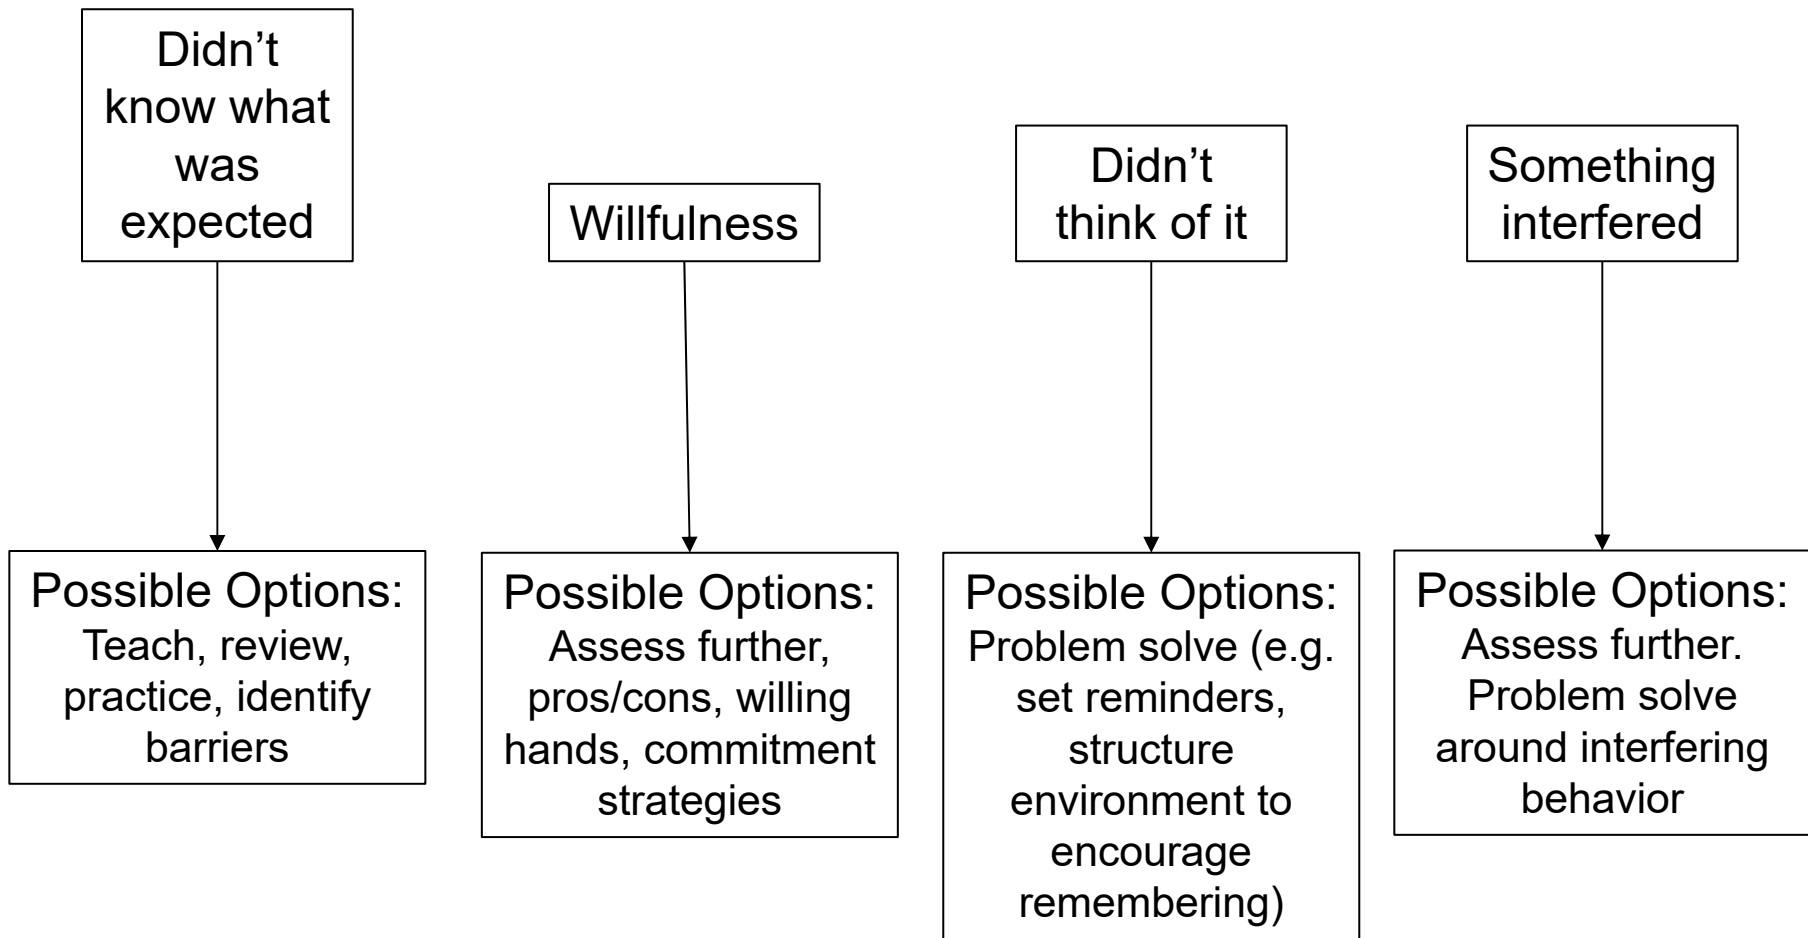 Didn’t
know what
was
expected
Willfulness
Didn’t
think of it
Something
interfered
Possible Options:
Teach, review,
practice, identify
barriers
Possible Options:
Assess further,
pros/cons, willing
hands, commitment
strategies
Possible Options:
Problem solve (e.g.
set reminders,
structure
environment to
encourage
remembering)
Possible Options:
Assess further.
Problem solve
around interfering
behavior